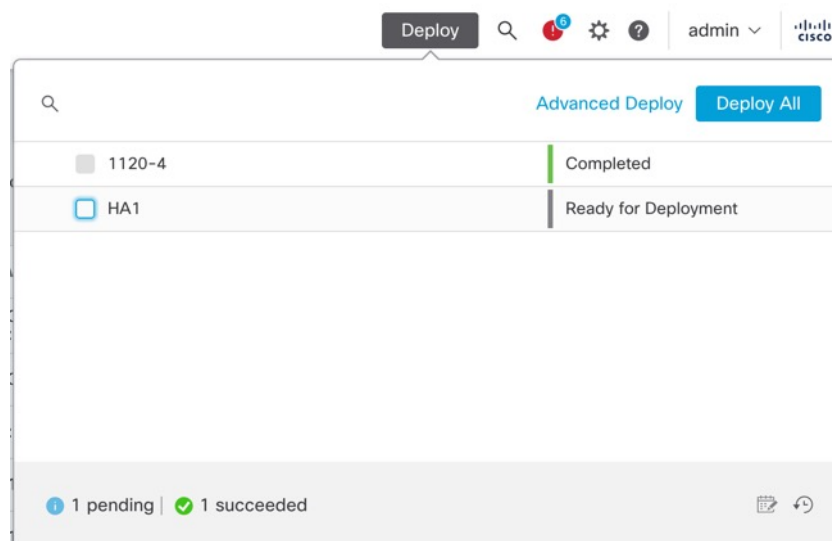 Deploy 6 admin cisco
Advanced Deploy Deploy All
1120-4 Completed
HA1 Ready for Deployment
1 pending 1 succeeded